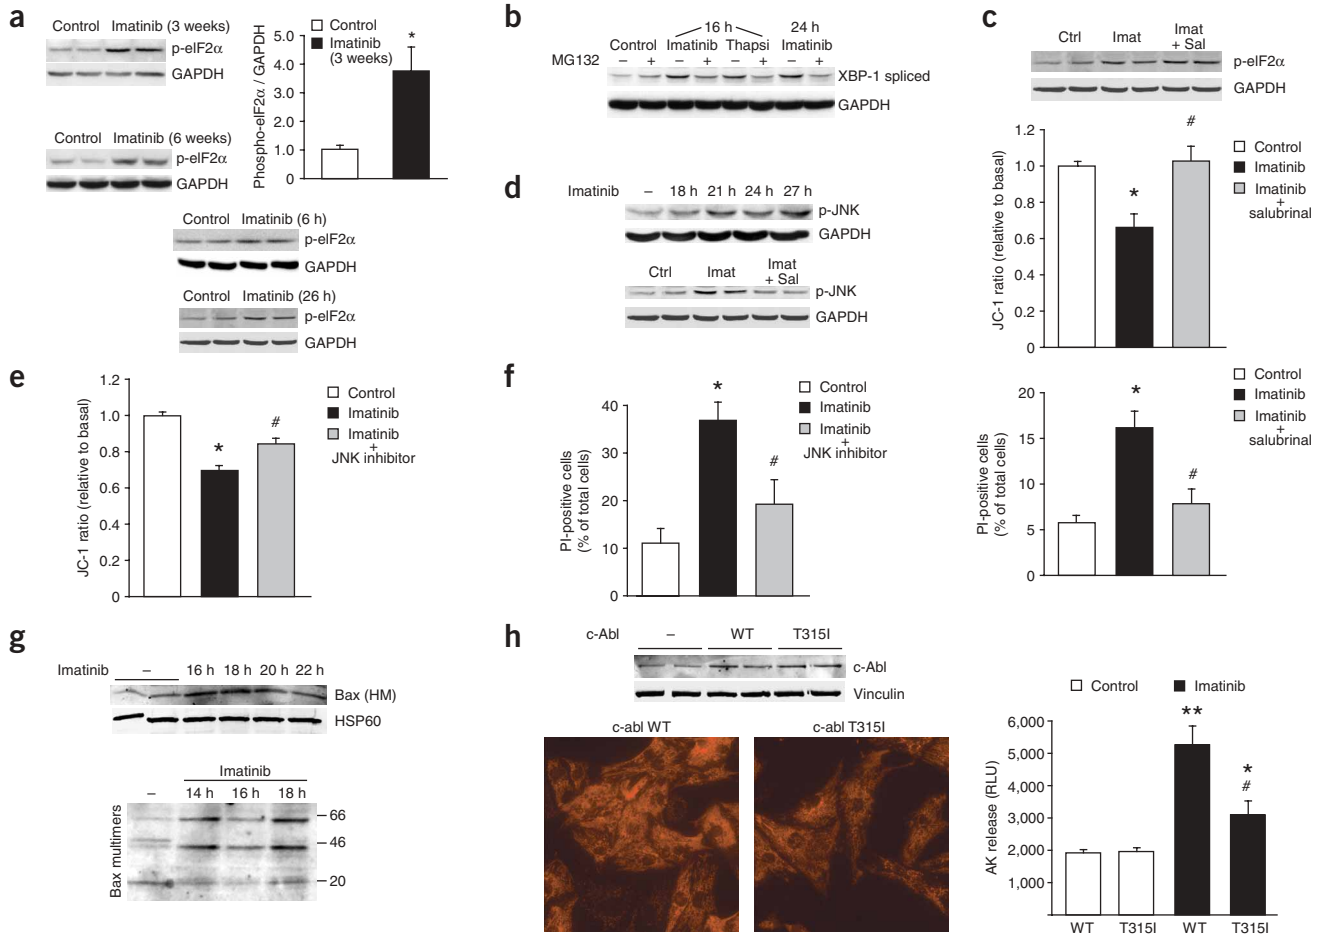 a
Control Imatinib (3 weeks)
p-eIF2α
GAPDH
Control Imatinib (6 weeks)
p-eIF2α
GAPDH
Phospho-eIF2α / GAPDH
5.0
4.0
3.0
2.0
1.0
0
Control
Imatinib
(3 weeks)
*
Control Imatinib (6 h)
p-eIF2α
GAPDH
Control Imatinib (26 h)
p-eIF2α
GAPDH
b
16 h 24 h
Control Imatinib Thapsi Imatinib
MG132 – + – + – + – +
XBP-1 spliced
GAPDH
c
Imat
Ctrl Imat + Sal
p-eIF2α
GAPDH
JC-1 ratio (relative to basal)
1.2
1.0
0.8
0.6
0.4
0.2
0
*
#
Control
Imatinib
Imatinib
+
salubrinal
PI-positive cells
(% of total cells)
20
15
10
5
0
*
#
Control
Imatinib
Imatinib
+
salubrinal
d
Imatinib – 18 h 21 h 24 h 27 h
p-JNK
GAPDH
Imat
Ctrl Imat + Sal
p-JNK
GAPDH
e
JC-1 ratio (relative to basal)
1.2
1.0
0.8
0.6
0.4
0.2
0
*
#
Control
Imatinib
Imatinib
+
JNK inhibitor
f
PI-positive cells
(% of total cells)
40
30
20
10
0
*
#
Control
Imatinib
Imatinib
+
JNK inhibitor
g
Imatinib – 16 h 18 h 20 h 22 h
Bax (HM)
HSP60
Imatinib
– 14 h 16 h 18 h
Bax multimers
66
46
20
h
c-Abl – WT T315I
c-Abl
Vinculin
c-abl WT
c-abl T315I
Control Imatinib
AK release (RLU)
6,000
5,000
4,000
3,000
2,000
1,000
**
*
#
WT T315I WT T315I